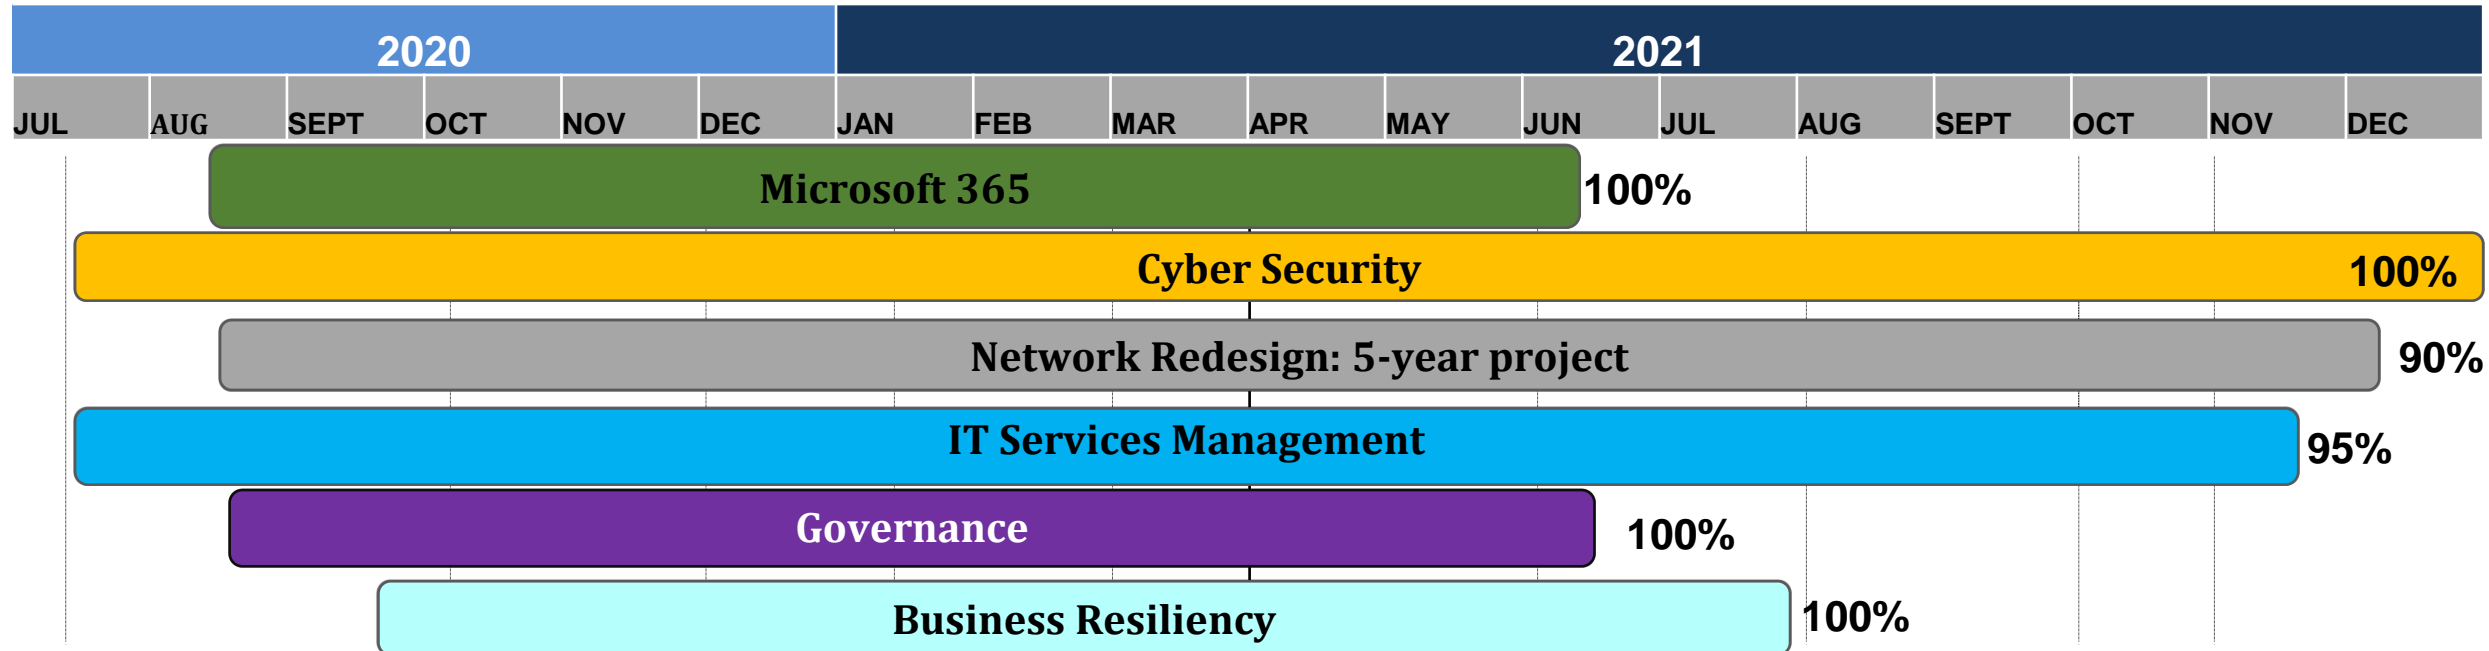 2020 2021
JUL AUG SEPT OCT NOV DEC JAN FEB MAR APR MAY JUN JUL AUG SEPT OCT NOV DEC
Microsoft 365 100%
Cyber Security 100%
Network Redesign: 5-year project 90%
IT Services Management 95%
Governance 100%
Business Resiliency 100%